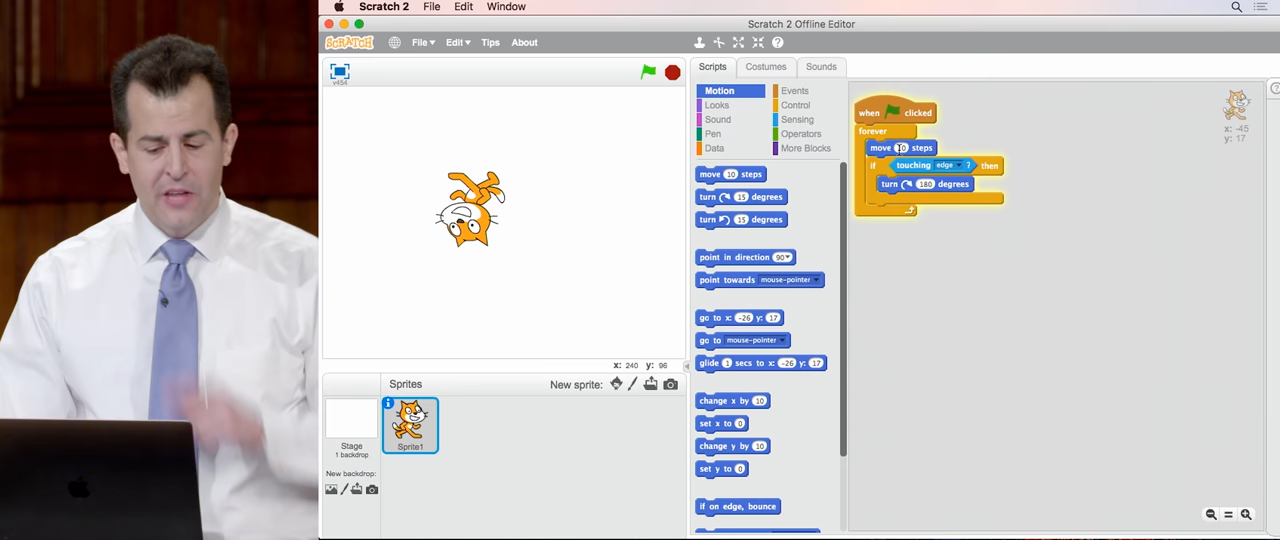 Scratch 2 File Edit Window
Scratch 2 Offline Editor
SCRATCH File Edit Tips About
v454
x: 240 y: 96
Sprites New sprite:
Sprite1
Stage
1 backdrop
New backdrop:
Scripts Costumes Sounds
Motion Events
Looks Control
Sound Sensing
Pen Operators
Data More Blocks
move 10 steps
turn 15 degrees
turn 15 degrees
point in direction 90
point towards mouse-pointer
go to x: -26 y: 17
go to mouse-pointer
glide 1 secs to x: -26 y: 17
change x by 10
set x to 0
change y by 10
set y to 0
if on edge, bounce
when clicked
forever
move steps
if touching edge ? then
turn 180 degrees
x: -45
y: 17